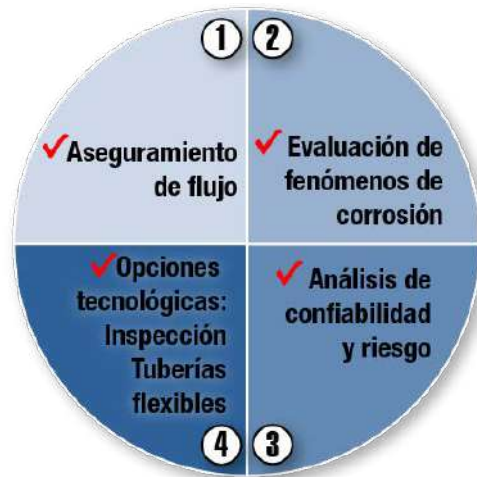 1
Aseguramiento
de flujo
2
Evaluación de
fenómenos de
corrosión
3
Análisis de
confiabilidad
y riesgo
4
Opciones
tecnológicas:
Inspección
Tuberías
flexibles